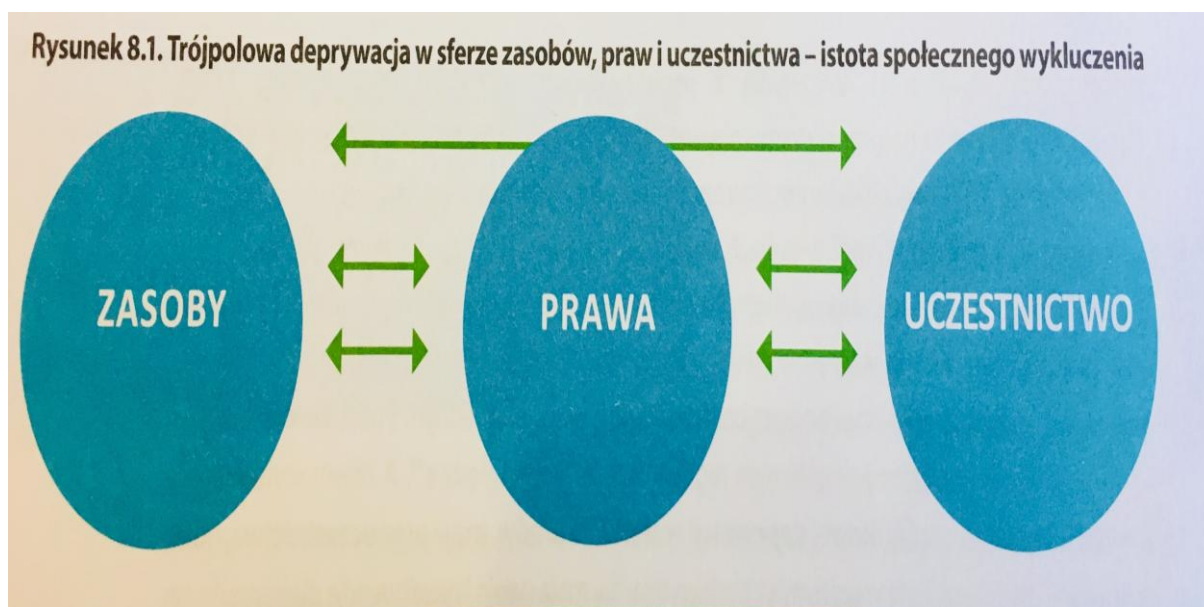 Rysunek 8.1. Trójpolowa deprywacja w sferze zasobów, praw i uczestnictwa – istota społecznego wykluczenia
ZASOBY
PRAWA
UCZESTNICTWO